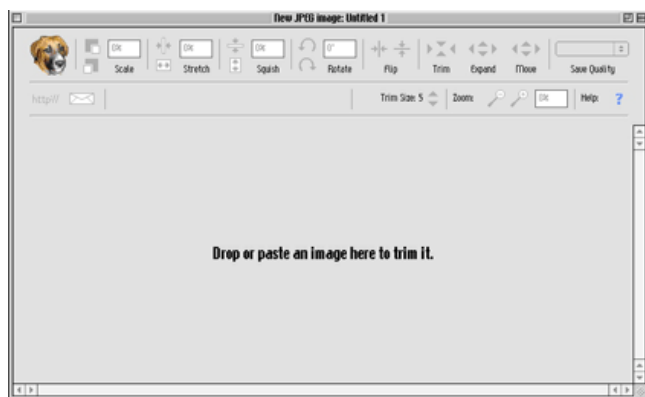 New JPEG image: Untitled 1
0% 0% 0% 0°
Scale Stretch Squish Rotate Flip Trim Expand Move Save Quality
http:// Trim Size: 5 Zoom: 0% Help: ?
Drop or paste an image here to trim it.